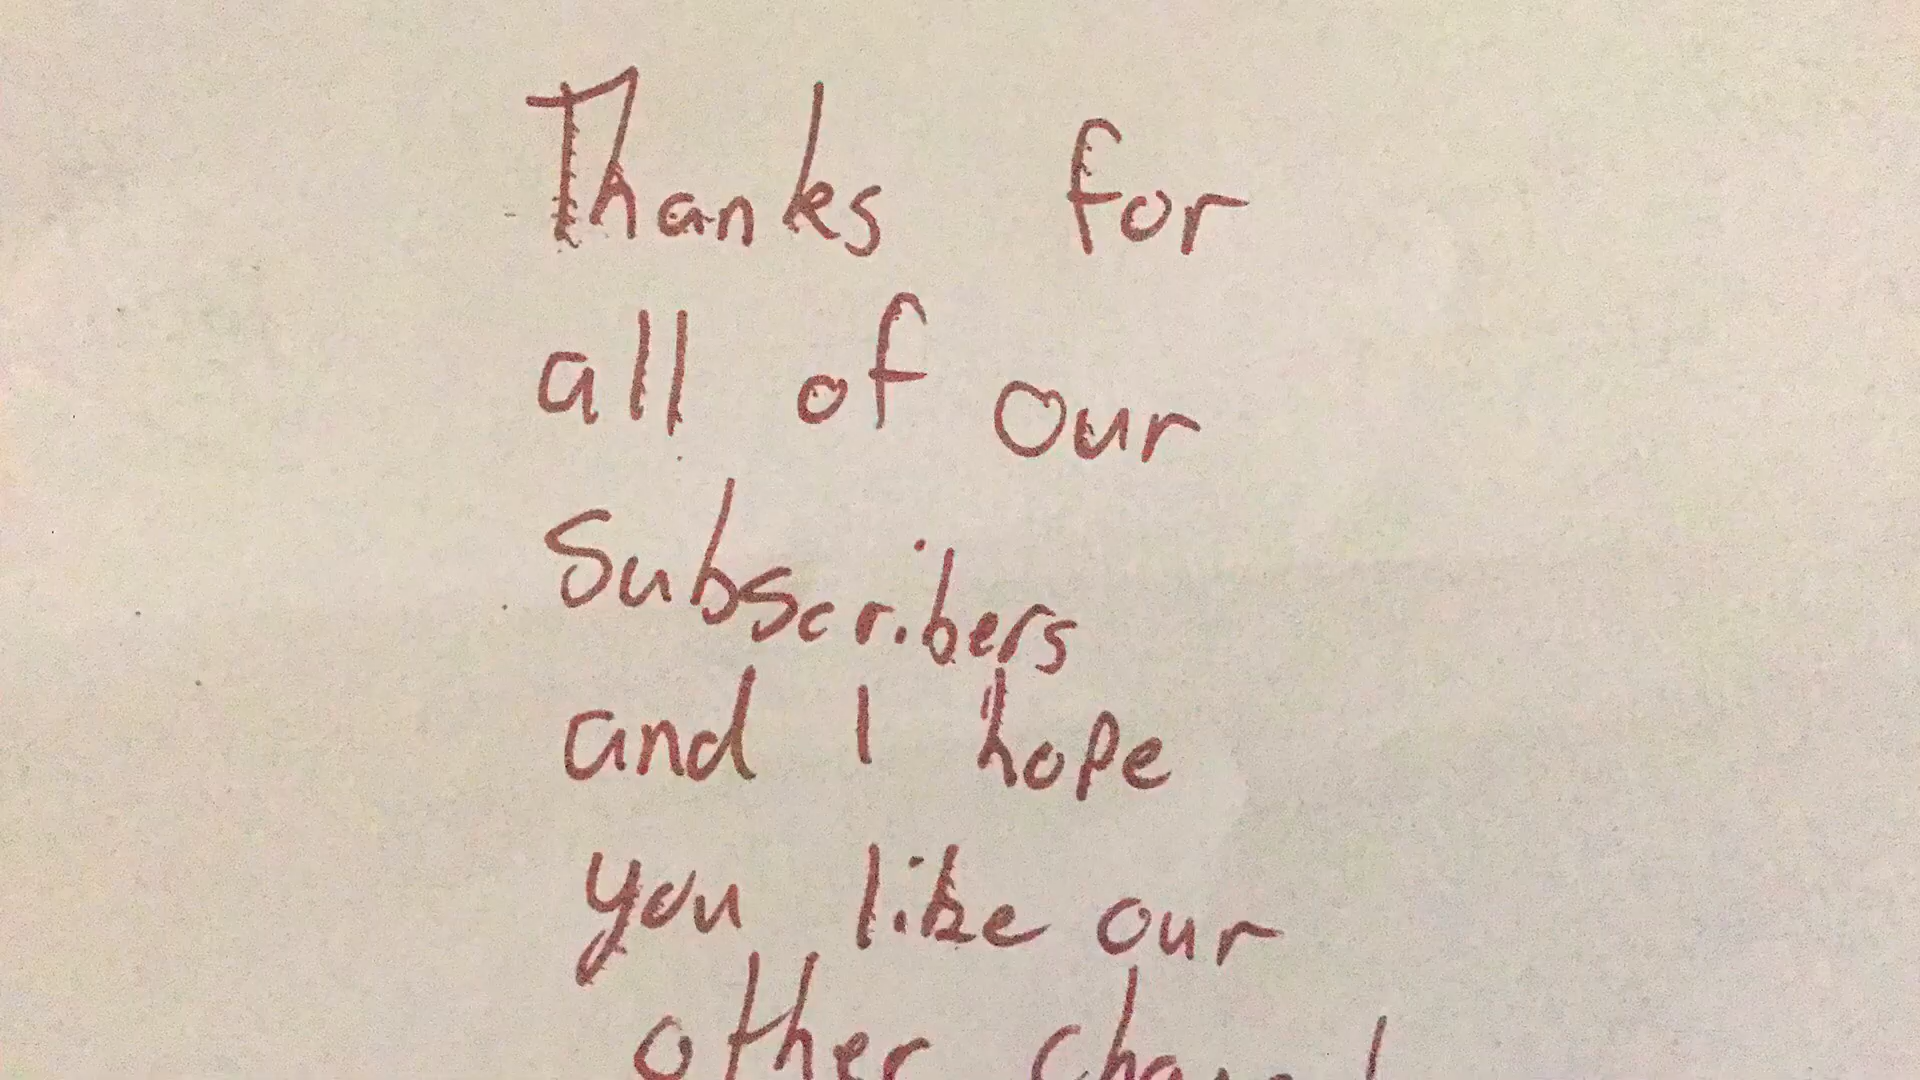 Thanks for
all of our
Subscribers
and I hope
you like our
other